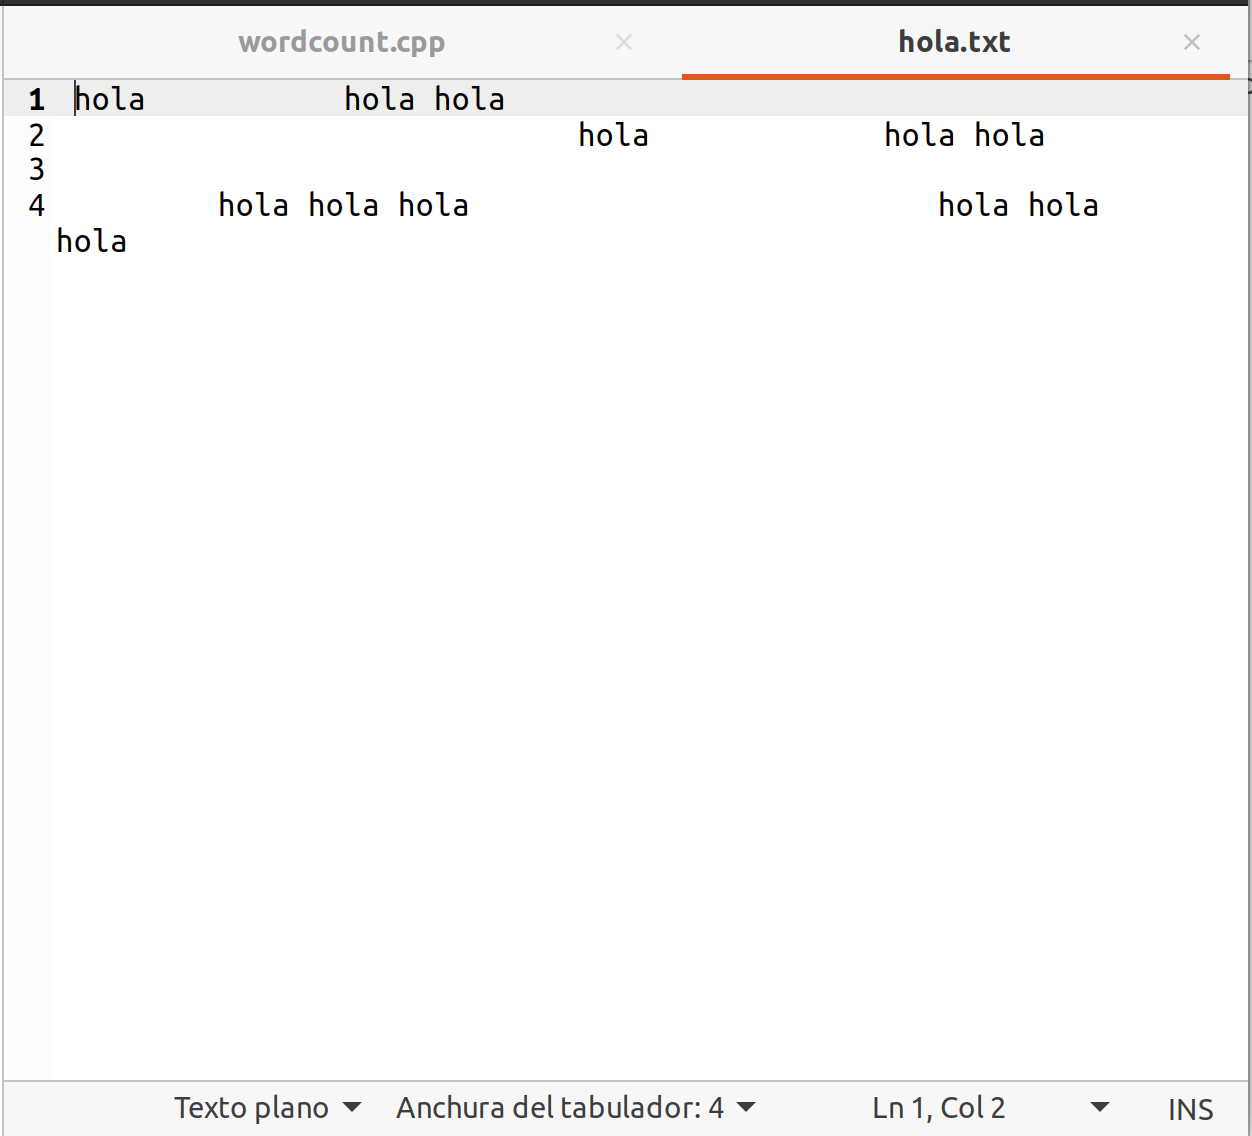 wordcount.cpp × hola.txt ×
1 hola hola hola
2 hola hola hola
3
4 hola hola hola hola hola
hola
Texto plano Anchura del tabulador: 4 Ln 1, Col 2 INS